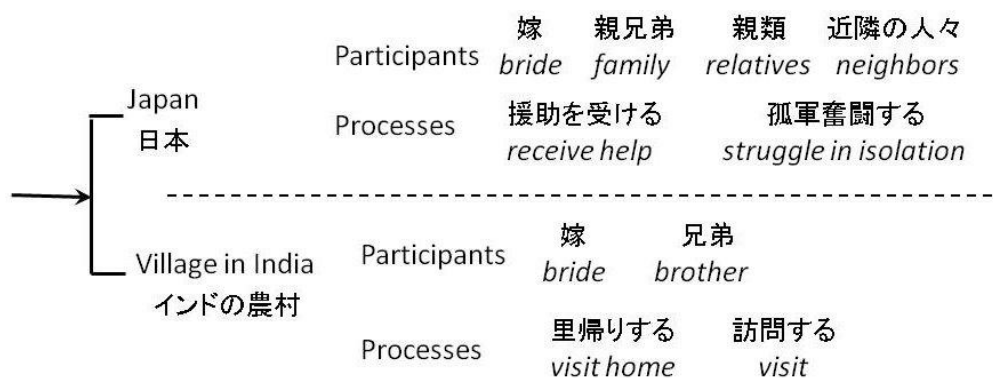 嫁 親兄弟 親類 近隣の人々
Participants bride family relatives neighbors
Japan
日本
Processes 援助を受ける 孤軍奮闘する
receive help struggle in isolation
嫁 兄弟
Participants bride brother
Village in India
インドの農村
里帰りする 訪問する
Processes visit home visit